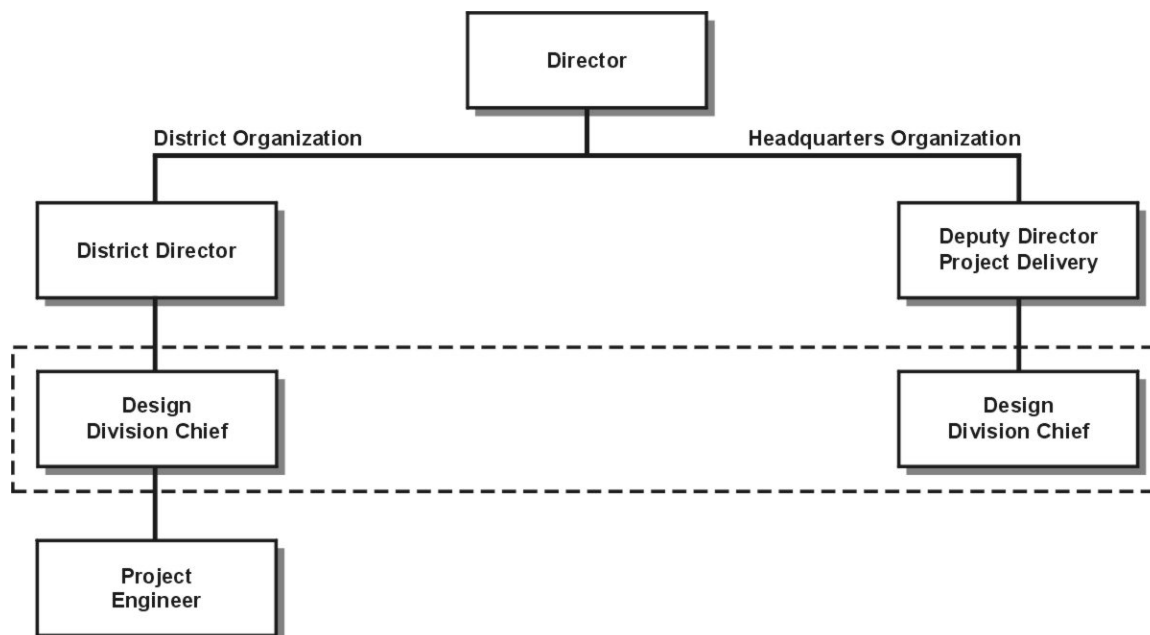 Director
District Organization
Headquarters Organization
District Director
Deputy Director
Project Delivery
Design
Division Chief
Design
Division Chief
Project
Engineer